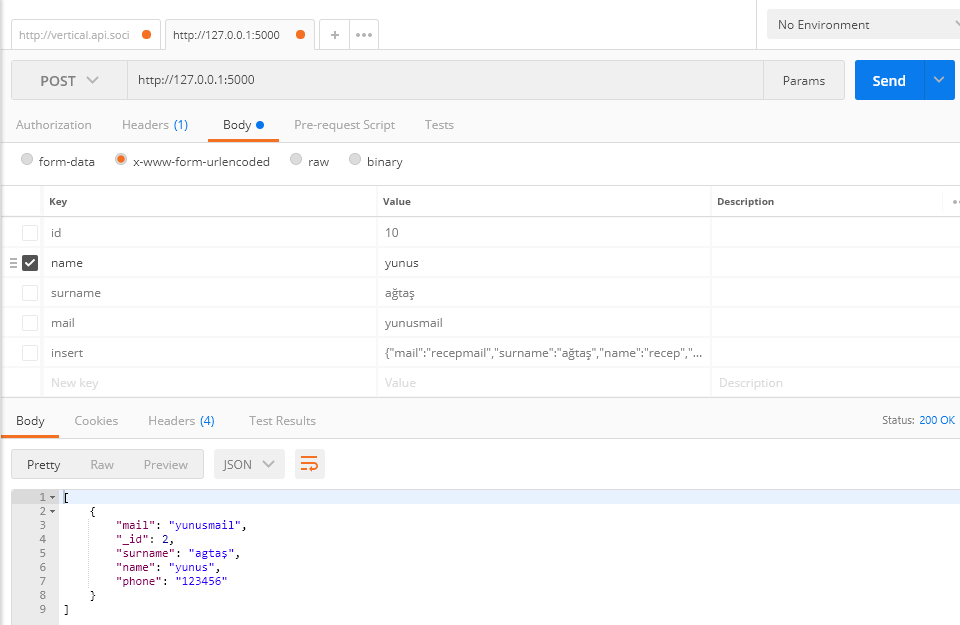 http://vertical.api.soci http://127.0.0.1:5000 + ••• No Environment
POST http://127.0.0.1:5000 Params Send
Authorization Headers (1) Body Pre-request Script Tests
form-data x-www-form-urlencoded raw binary
Key Value Description
id 10
name yunus
surname ağtaş
mail yunusmail
insert {"mail":"recepmail","surname":"ağtaş","name":"recep","...
New key Value Description
Body Cookies Headers (4) Test Results Status: 200 OK
Pretty Raw Preview JSON
1 [
2 {
3 "mail": "yunusmail",
4 "_id": 2,
5 "surname": "agtaş",
6 "name": "yunus",
7 "phone": "123456"
8 }
9 ]